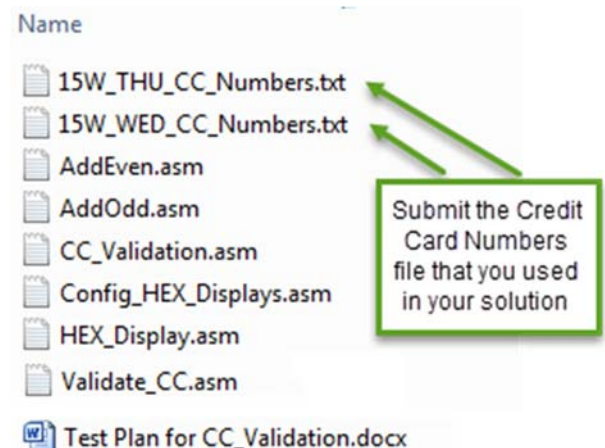 Name
15W_THU_CC_Numbers.txt
15W_WED_CC_Numbers.txt
AddEven.asm
AddOdd.asm
CC_Validation.asm
Config_HEX_Displays.asm
HEX_Display.asm
Validate_CC.asm
Test Plan for CC_Validation.docx
Submit the Credit
Card Numbers
file that you used
in your solution